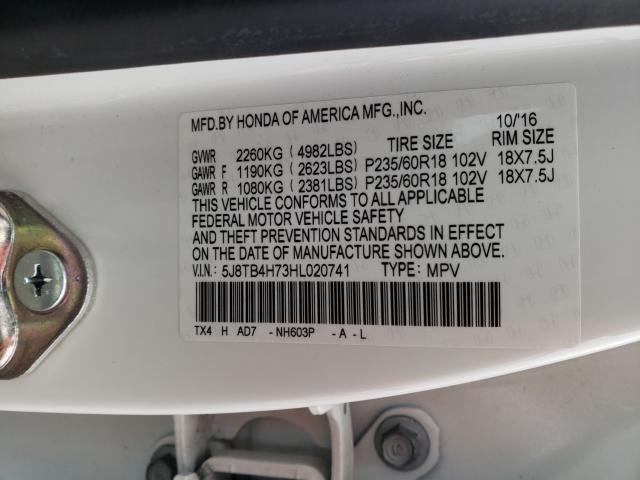 MFD.BY HONDA OF AMERICA MFG.,INC. 10/'16
TIRE SIZE RIM SIZE
GVWR 2260KG (4982LBS)
GAWR F 1190KG (2623LBS) P235/60R18 102V 18X7.5J
GAWR R 1080KG (2381LBS) P235/60R18 102V 18X7.5J
THIS VEHICLE CONFORMS TO ALL APPLICABLE
FEDERAL MOTOR VEHICLE SAFETY
AND THEFT PREVENTION STANDARDS IN EFFECT
ON THE DATE OF MANUFACTURE SHOWN ABOVE.
V.I.N: 5J8TB4H73HL020741 TYPE: MPV
TX4 H AD7 -NH603P -A-L